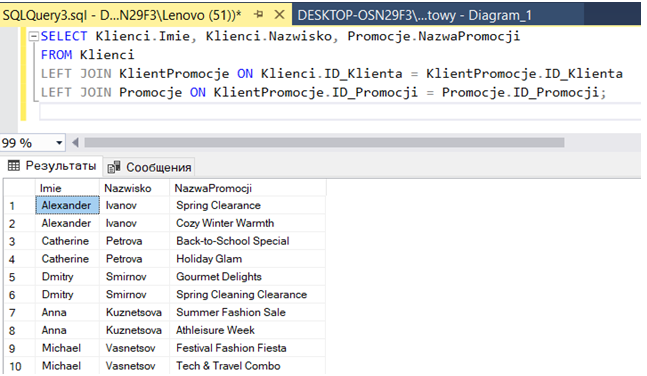 SQLQuery3.sql - D...N29F3\Lenovo (51))* DESKTOP-OSN29F3\...towy - Diagram_1
SELECT Klienci.Imie, Klienci.Nazwisko, Promocje.NazwaPromocji
FROM Klienci
LEFT JOIN KlientPromocje ON Klienci.ID_Klienta = KlientPromocje.ID_Klienta
LEFT JOIN Promocje ON KlientPromocje.ID_Promocji = Promocje.ID_Promocji;
99 %
Результаты Сообщения
Imie Nazwisko NazwaPromocji
1 Alexander Ivanov Spring Clearance
2 Alexander Ivanov Cozy Winter Warmth
3 Catherine Petrova Back-to-School Special
4 Catherine Petrova Holiday Glam
5 Dmitry Smirnov Gourmet Delights
6 Dmitry Smirnov Spring Cleaning Clearance
7 Anna Kuznetsova Summer Fashion Sale
8 Anna Kuznetsova Athleisure Week
9 Michael Vasnetsov Festival Fashion Fiesta
10 Michael Vasnetsov Tech & Travel Combo